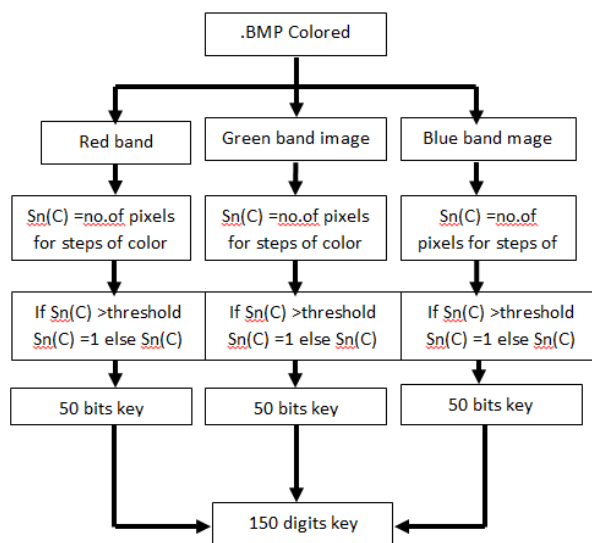 .BMP Colored
Red band
Green band image
Blue band mage
Sn(C) =no.of pixels
for steps of color
Sn(C) =no.of pixels
for steps of color
Sn(C) =no.of
pixels for steps of
If Sn(C) >threshold
Sn(C) =1 else Sn(C)
If Sn(C) >threshold
Sn(C) =1 else Sn(C)
If Sn(C) >threshold
Sn(C) =1 else Sn(C)
50 bits key
50 bits key
50 bits key
150 digits key